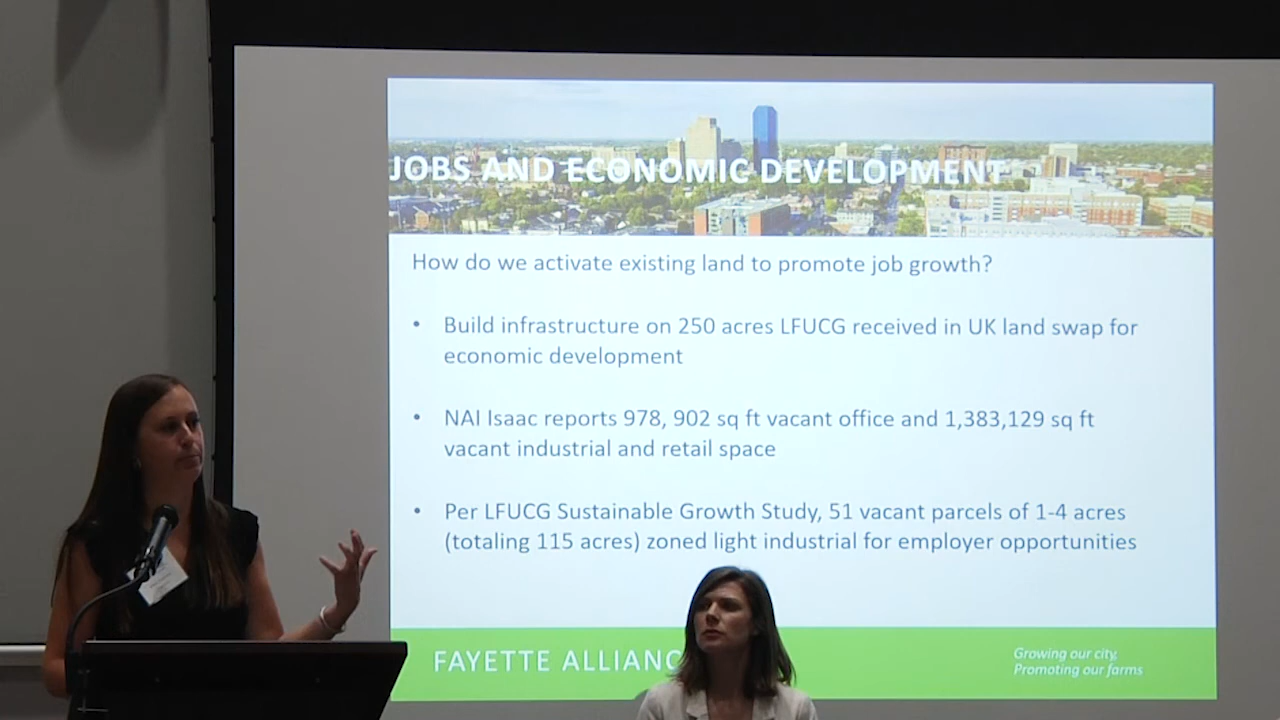 JOBS AND ECONOMIC DEVELOPMENT
How do we activate existing land to promote job growth?
• Build infrastructure on 250 acres LFUCG received in UK land swap for
economic development
• NAI Isaac reports 978, 902 sq ft vacant office and 1,383,129 sq ft
vacant industrial and retail space
• Per LFUCG Sustainable Growth Study, 51 vacant parcels of 1-4 acres
(totaling 115 acres) zoned light industrial for employer opportunities
FAYETTE ALLIANC
Growing our city,
Promoting our farms